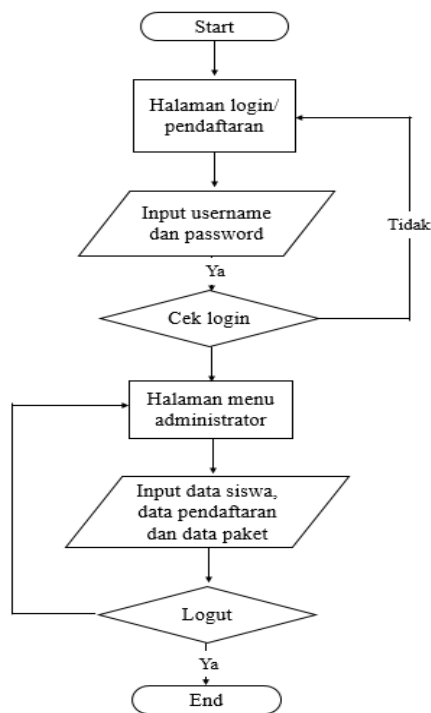 Start
Halaman login/
pendaftaran
Input username
dan password
Tidak
Ya
Cek login
Halaman menu
administrator
Input data siswa,
data pendaftaran
dan data paket
Logut
Ya
End